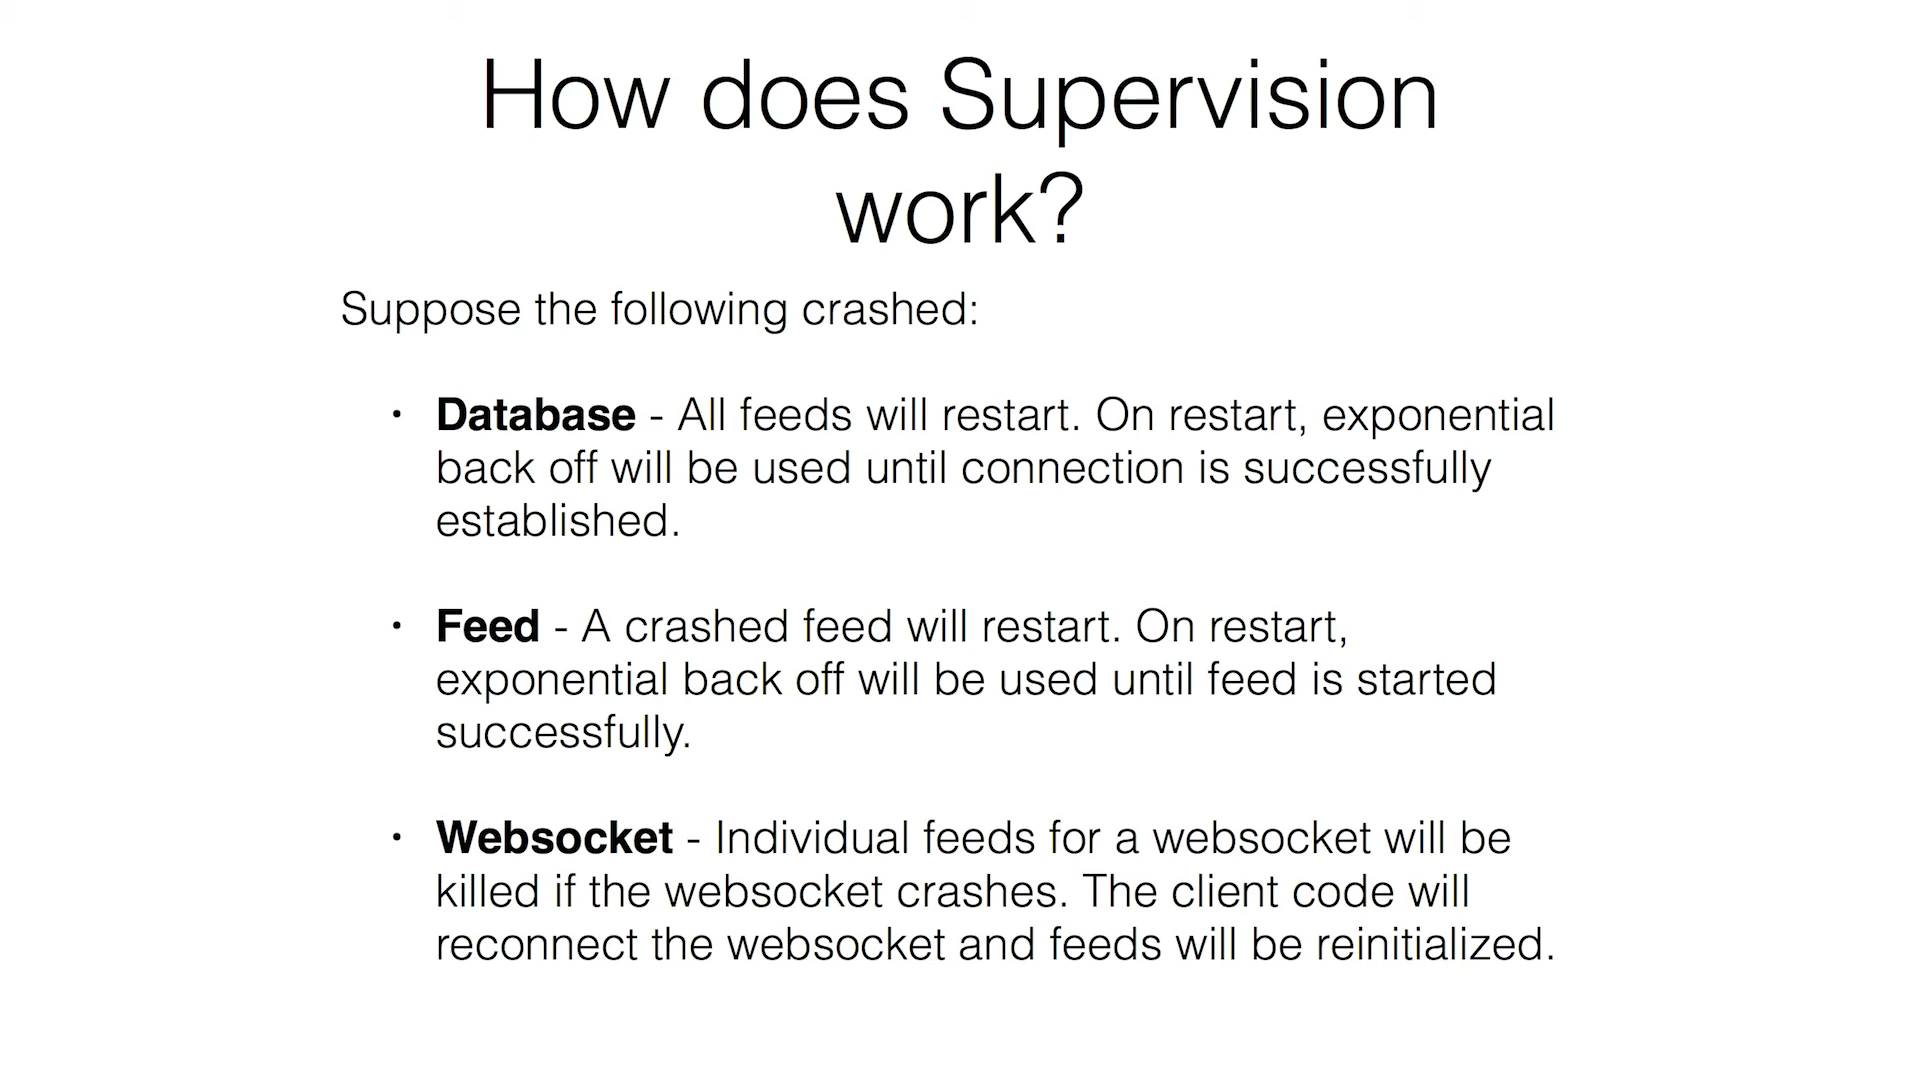 How does Supervision
work?
Suppose the following crashed:
• Database - All feeds will restart. On restart, exponential
back off will be used until connection is successfully
established.
• Feed - A crashed feed will restart. On restart,
exponential back off will be used until feed is started
successfully.
• Websocket - Individual feeds for a websocket will be
killed if the websocket crashes. The client code will
reconnect the websocket and feeds will be reinitialized.